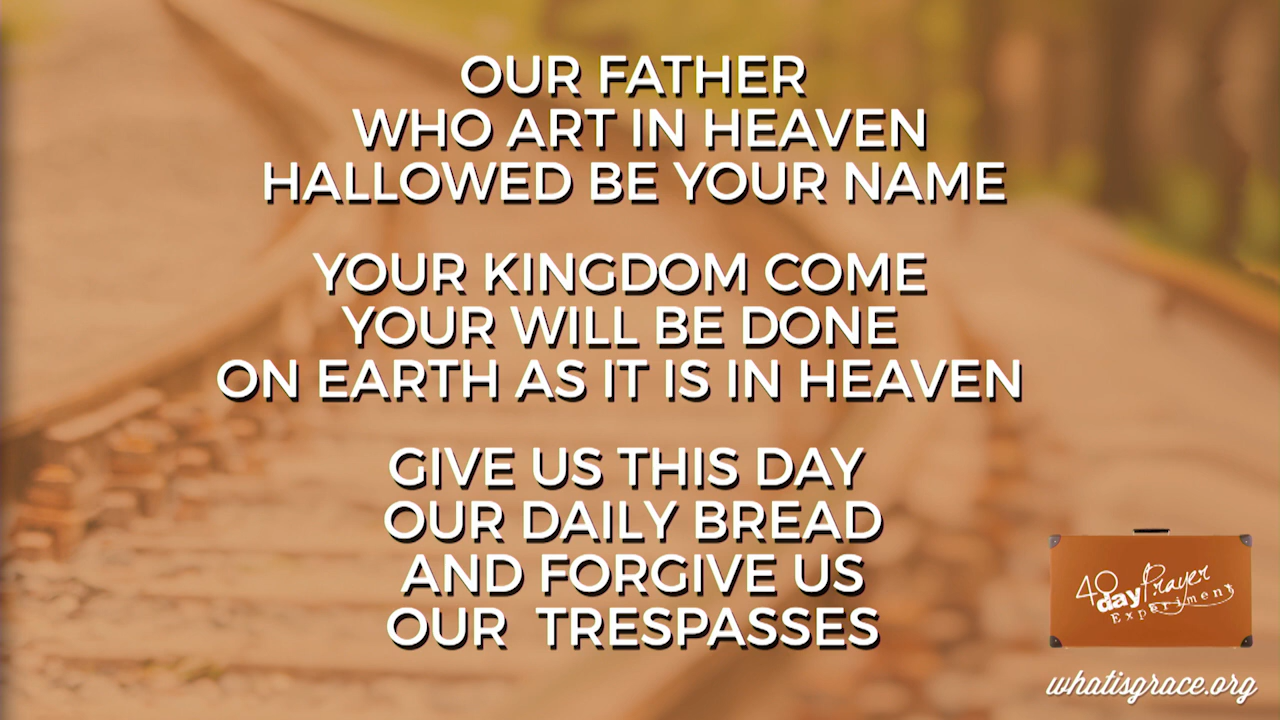 OUR FATHER
WHO ART IN HEAVEN
HALLOWED BE YOUR NAME
YOUR KINGDOM COME
YOUR WILL BE DONE
ON EARTH AS IT IS IN HEAVEN
GIVE US THIS DAY
OUR DAILY BREAD
AND FORGIVE US
OUR  TRESPASSES
40 day Prayer
Experiment
whatisgrace.org